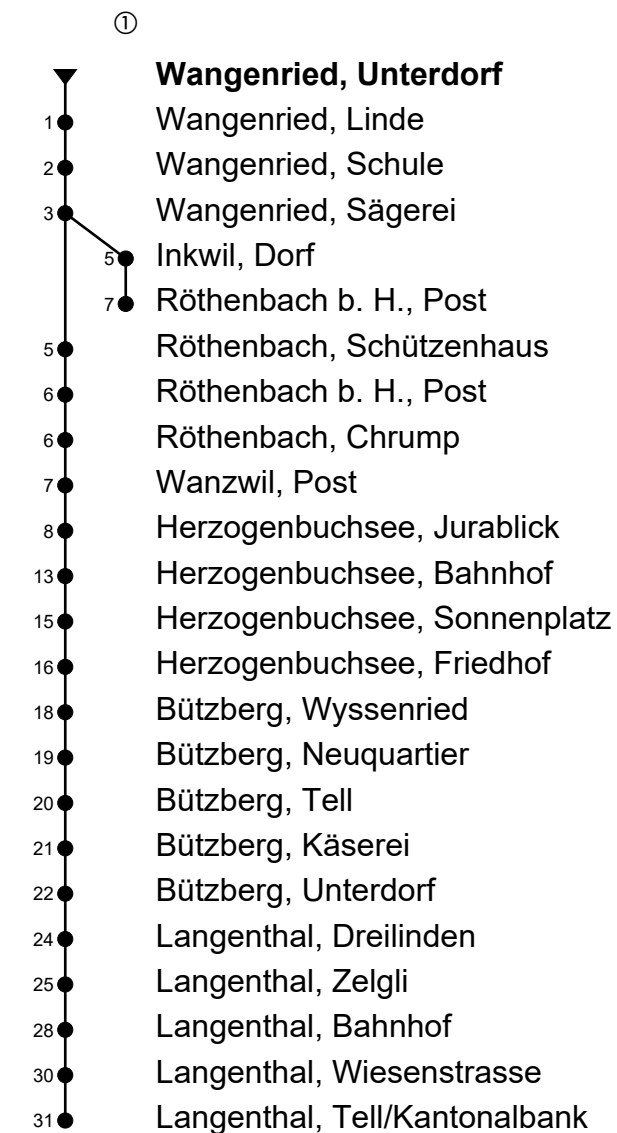 ①
Wangenried, Unterdorf
1 Wangenried, Linde
2 Wangenried, Schule
3 Wangenried, Sägerei
5 Inkwil, Dorf
7 Röthenbach b. H., Post
5 Röthenbach, Schützenhaus
6 Röthenbach b. H., Post
6 Röthenbach, Chrump
7 Wanzwil, Post
8 Herzogenbuchsee, Jurablick
13 Herzogenbuchsee, Bahnhof
15 Herzogenbuchsee, Sonnenplatz
16 Herzogenbuchsee, Friedhof
18 Bützberg, Wyssenried
19 Bützberg, Neuquartier
20 Bützberg, Tell
21 Bützberg, Käserei
22 Bützberg, Unterdorf
24 Langenthal, Dreilinden
25 Langenthal, Zelgli
28 Langenthal, Bahnhof
30 Langenthal, Wiesenstrasse
31 Langenthal, Tell/Kantonalbank